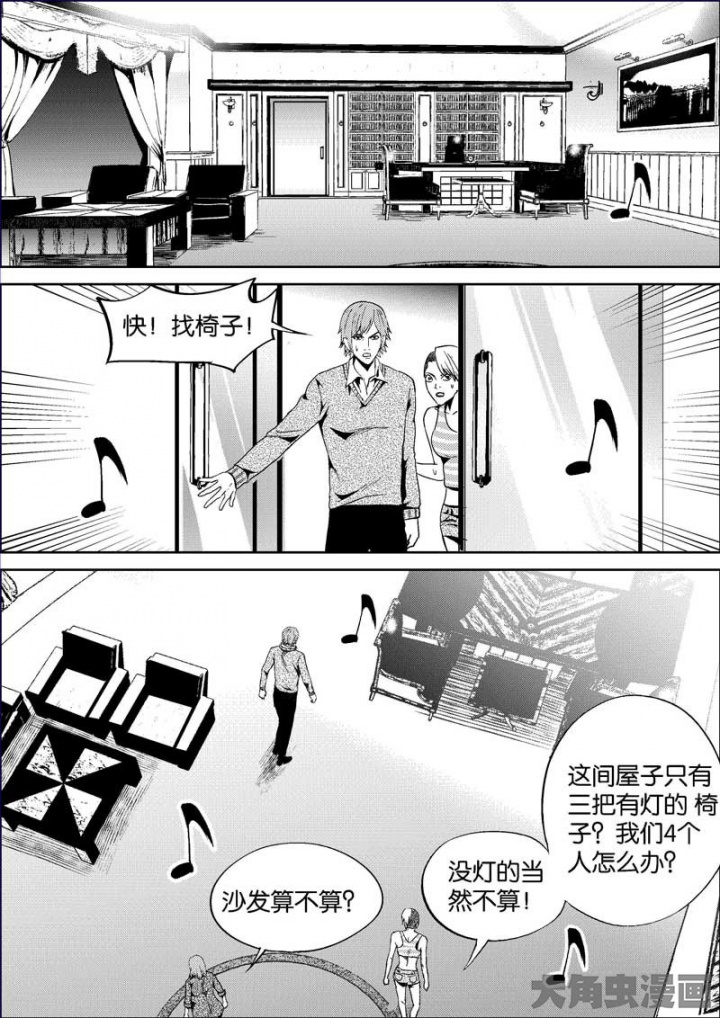 快！找椅子！
这间屋子只有
三把有灯的 椅
子？我们4个
人怎么办？
没灯的当
然不算！
沙发算不算？
大角虫漫画